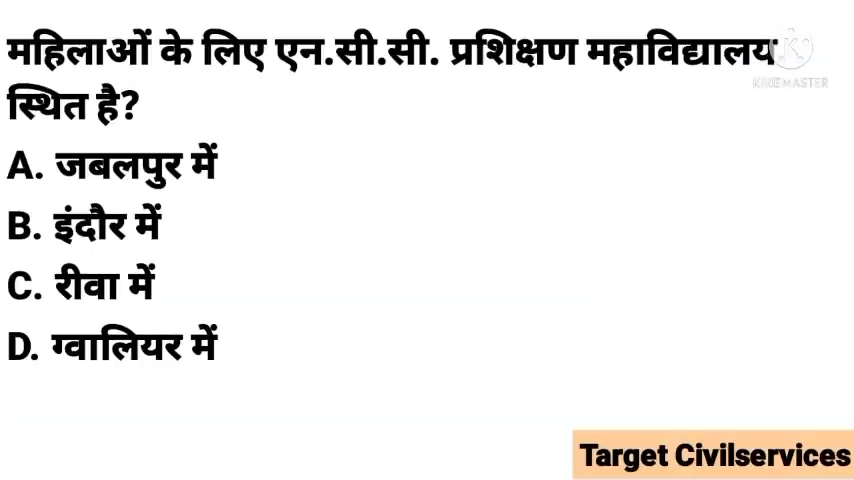 महिलाओं के लिए एन.सी.सी. प्रशिक्षण महाविद्यालय
KINEMASTER
स्थित है?
A. जबलपुर में
B. इंदौर में
C. रीवा में
D. ग्वालियर में
Target Civilservices